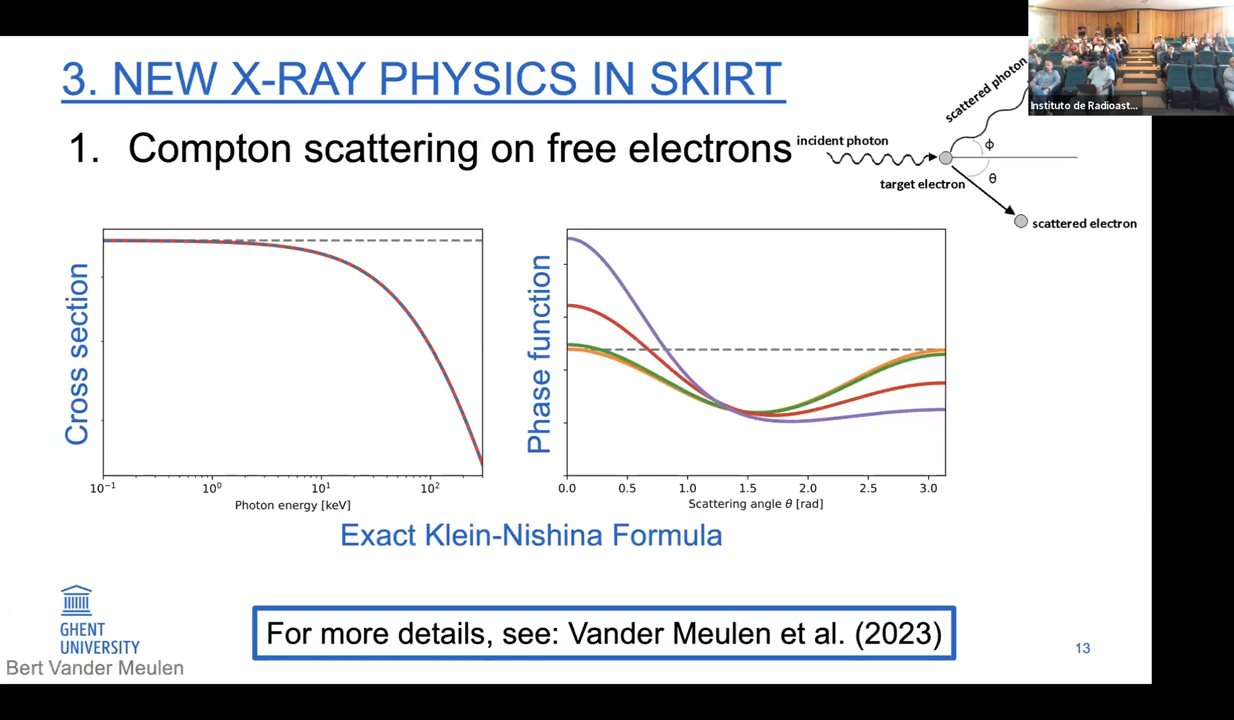 3. NEW X-RAY PHYSICS IN SKIRT
Instituto de Radioast...
1. Compton scattering on free electrons
incident photon
scattered photon
ϕ
θ
target electron
scattered electron
Cross section
10⁻¹ 10⁰ 10¹ 10²
Photon energy [keV]
Phase function
0.0 0.5 1.0 1.5 2.0 2.5 3.0
Scattering angle θ [rad]
Exact Klein-Nishina Formula
GHENT
UNIVERSITY
For more details, see: Vander Meulen et al. (2023)
13
Bert Vander Meulen